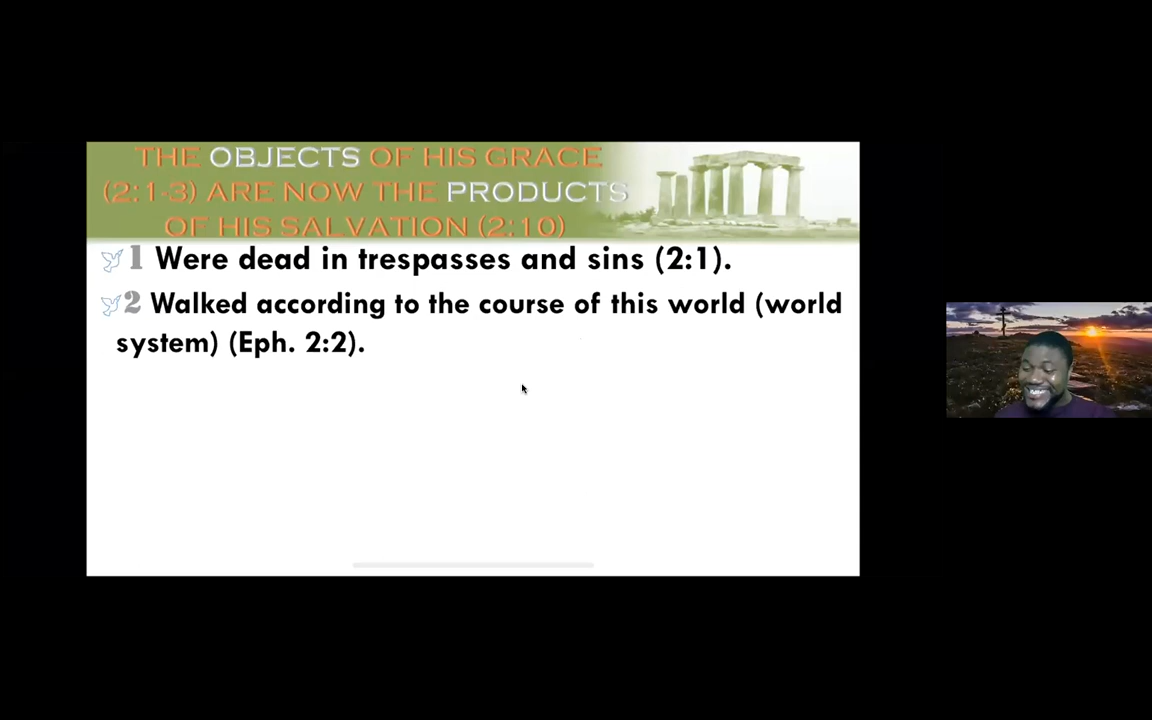 THE OBJECTS OF HIS GRACE
(2:1-3) ARE NOW THE PRODUCTS
OF HIS SALVATION (2:10)
1 Were dead in trespasses and sins (2:1).
2 Walked according to the course of this world (world
system) (Eph. 2:2).